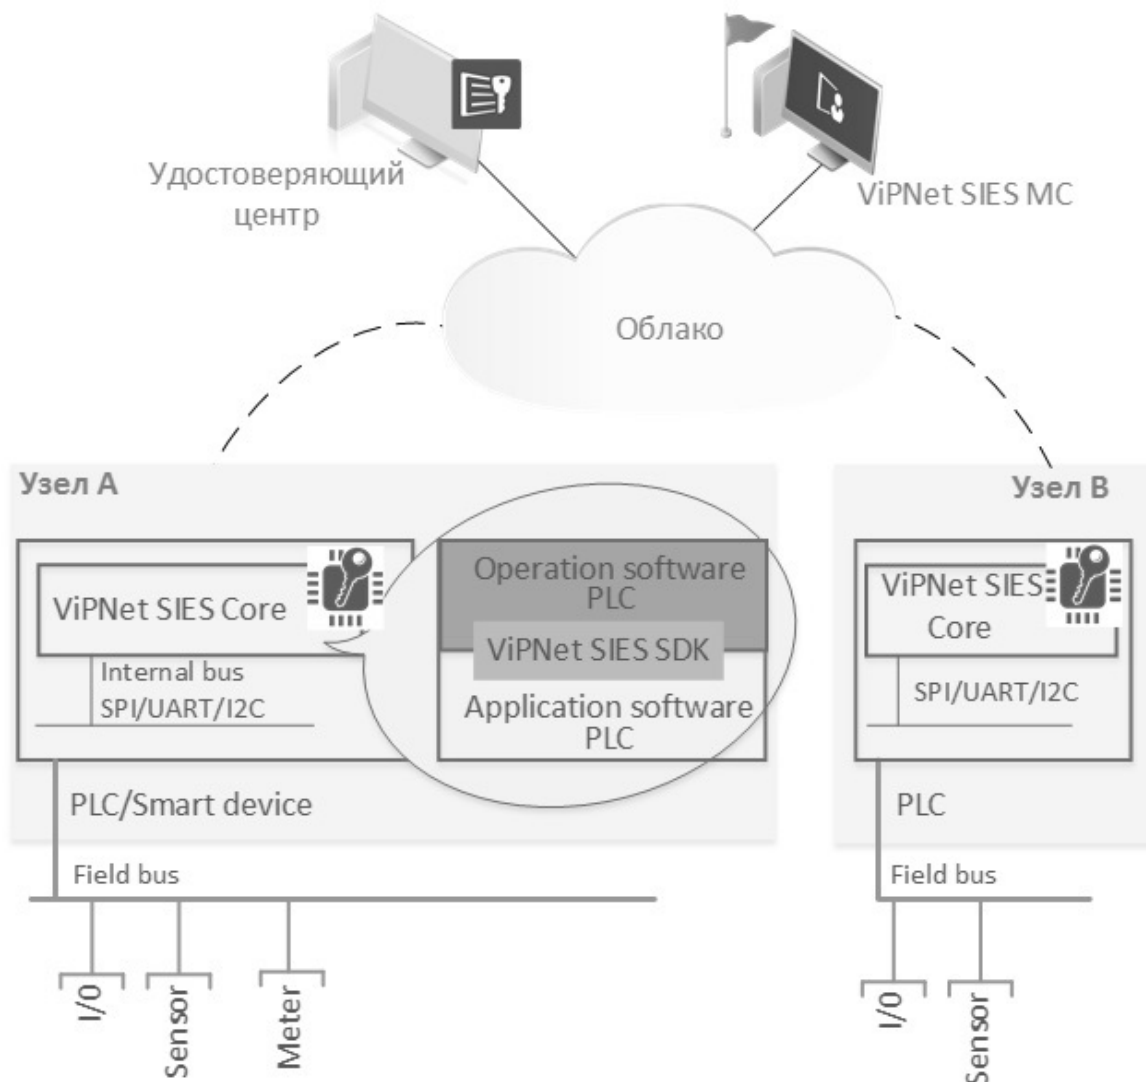 Удостоверяющий
центр
ViPNet SIES MC
Облако
Узел А
ViPNet SIES Core
Internal bus
SPI/UART/I2C
Operation software
PLC
ViPNet SIES SDK
Application software
PLC
PLC/Smart device
Field bus
I/0
Sensor
Meter
Узел В
ViPNet SIES
Core
SPI/UART/I2C
PLC
Field bus
I/0
Sensor